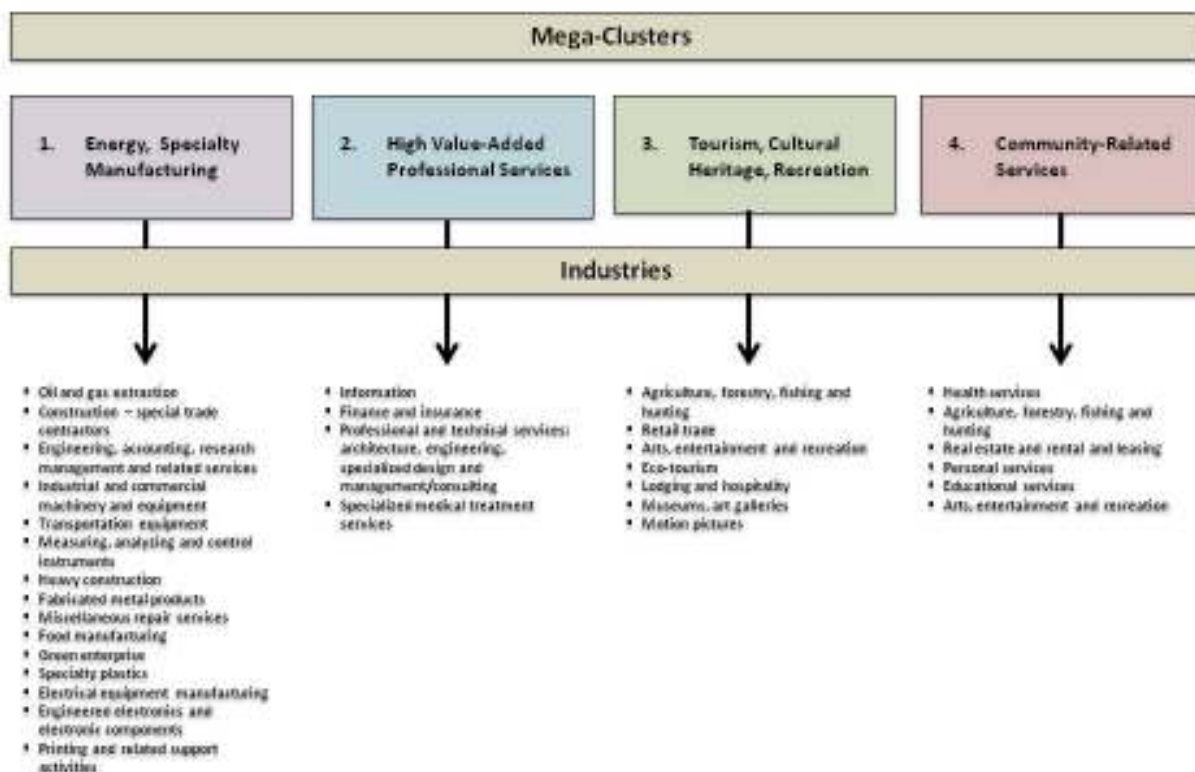 Mega-Clusters
1. Energy, Specialty
Manufacturing
2. High Value-Added
Professional Services
3. Tourism, Cultural
Heritage, Recreation
4. Community-Related
Services
Industries
• Oil and gas extraction
• Construction – special trade
contractors
• Engineering, accounting, research
management and related services
• Industrial and commercial
machinery and equipment
• Transportation equipment
• Measuring, analyzing and control
instruments
• Heavy construction
• Fabricated metal products
• Miscellaneous repair services
• Food manufacturing
• Green enterprise
• Specialty plastics
• Electrical equipment manufacturing
• Engineered electronics and
electronic components
• Printing and related support
activities
• Information
• Finance and insurance
• Professional and technical services:
architecture, engineering,
specialized design and
management/consulting
• Specialized medical treatment
services
• Agriculture, forestry, fishing and
hunting
• Retail trade
• Arts, entertainment and recreation
• Eco-tourism
• Lodging and hospitality
• Museums, art galleries
• Motion pictures
• Health services
• Agriculture, forestry, fishing and
hunting
• Real estate and rental and leasing
• Personal services
• Educational services
• Arts, entertainment and recreation